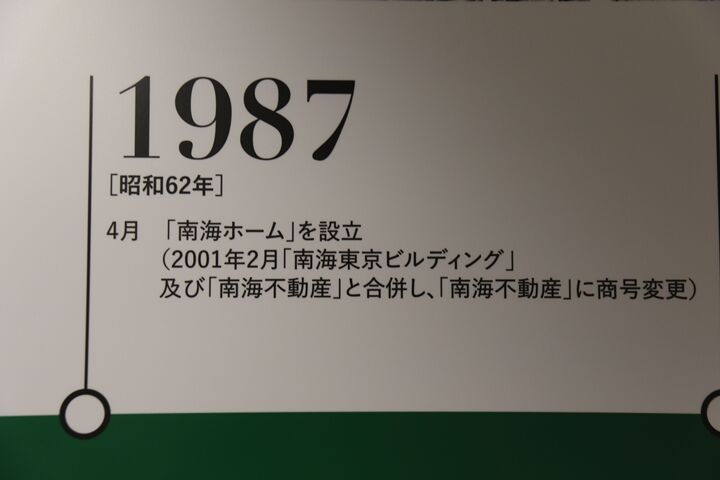 1987
[昭和62年]
4月 「南海ホーム」を設立
(2001年2月「南海東京ビルディング」
及び「南海不動産」と合併し、「南海不動産」に商号変更)